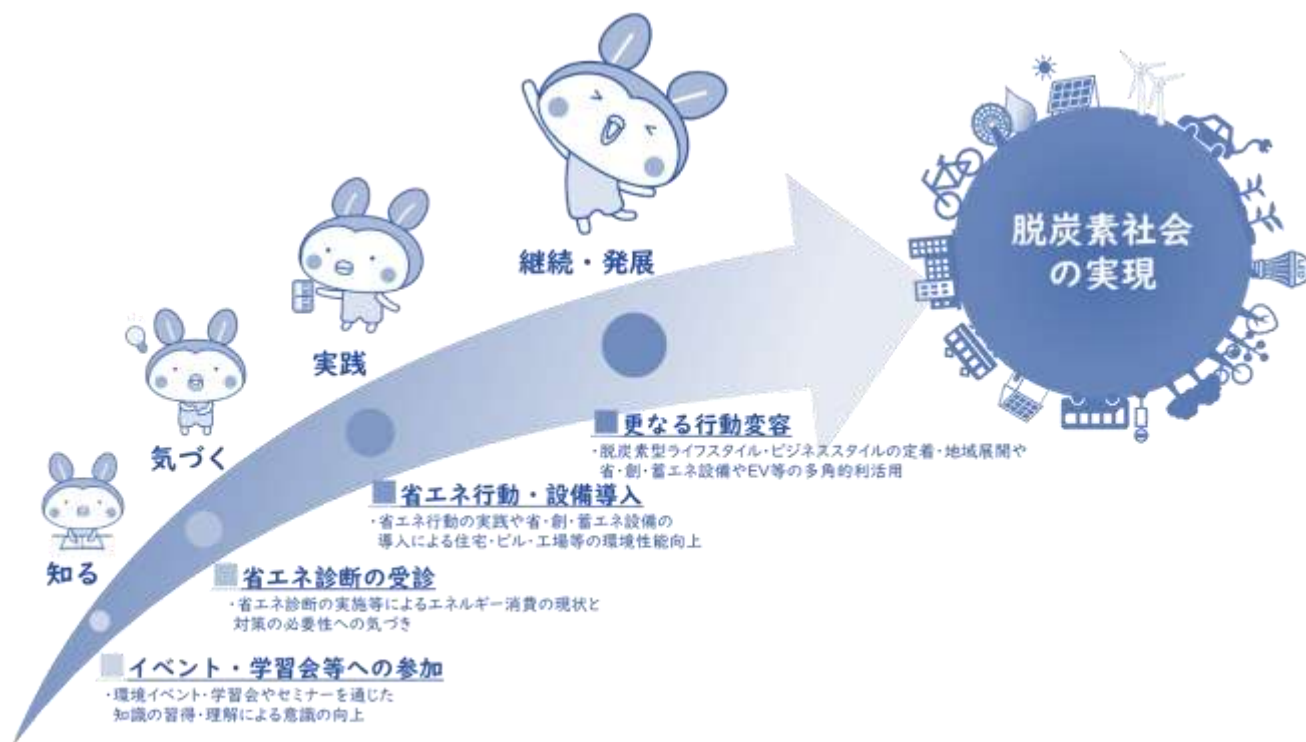 脱炭素社会
の実現
継続・発展
実践
気づく
知る
更なる行動変容
・脱炭素型ライフスタイル・ビジネススタイルの定着・地域展開や
省・創・蓄エネ設備やEV等の多角的利活用
省エネ行動・設備導入
・省エネ行動の実践や省・創・蓄エネ設備の
導入による住宅・ビル・工場等の環境性能向上
省エネ診断の受診
・省エネ診断の実施等によるエネルギー消費の現状と
対策の必要性への気づき
イベント・学習会等への参加
・環境イベント・学習会やセミナーを通じた
知識の習得・理解による意識の向上